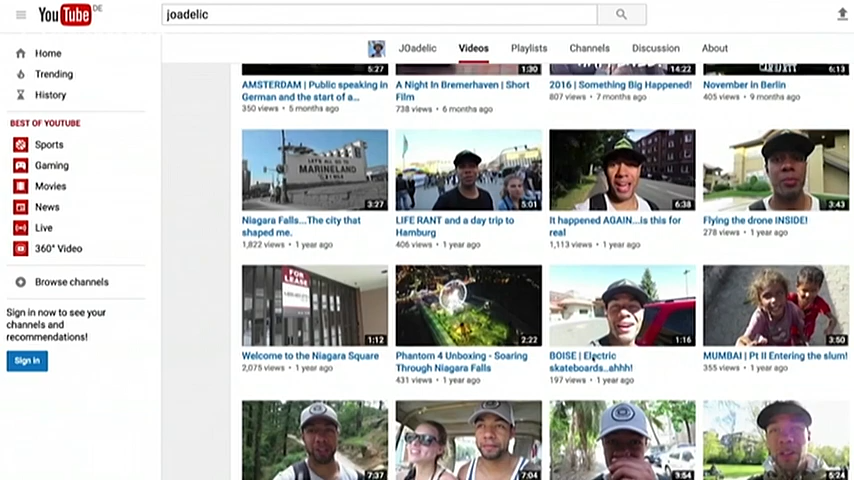 YouTube DE
joadelic
Home
Trending
History
BEST OF YOUTUBE
Sports
Gaming
Movies
News
Live
360° Video
Browse channels
Sign in now to see your
channels and
recommendations!
Sign in
JOadelic Videos Playlists Channels Discussion About
5:27
1:30
14:22
6:13
AMSTERDAM | Public speaking in
German and the start of a...
350 views • 5 months ago
A Night In Bremerhaven | Short
Film
738 views • 6 months ago
2016 | Something Big Happened!
807 views • 7 months ago
November in Berlin
405 views • 9 months ago
LET'S ALL GO TO
MARINELAND
3:27
5:01
6:38
3:43
Niagara Falls...The city that
shaped me.
1,822 views • 1 year ago
LIFE RANT and a day trip to
Hamburg
406 views • 1 year ago
It happened AGAIN...is this for
real
1,113 views • 1 year ago
Flying the drone INSIDE!
278 views • 1 year ago
FOR
LEASE
1:12
2:22
1:16
3:50
Welcome to the Niagara Square
2,075 views • 1 year ago
Phantom 4 Unboxing - Soaring
Through Niagara Falls
431 views • 1 year ago
BOISE | Electric
skateboards..ahhh!
197 views • 1 year ago
MUMBAI | Pt II Entering the slum!
355 views • 1 year ago
7:37
7:04
3:54
5:24